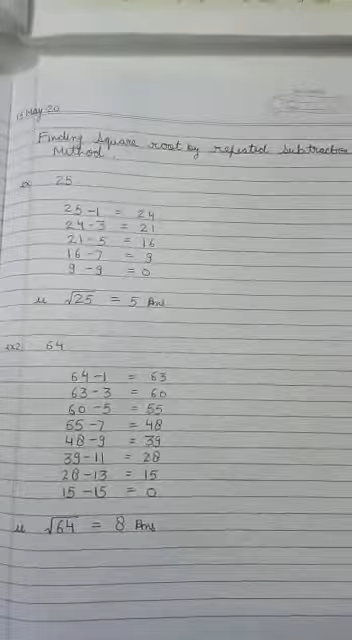 13 May 20
Finding Square root by repeated subtraction
Method.
ex 25
25 - 1 = 24
24 - 3 = 21
21 - 5 = 16
16 - 7 = 9
9 - 9 = 0
√25 = 5 Ans
ex2 64
64 - 1 = 63
63 - 3 = 60
60 - 5 = 55
55 - 7 = 48
48 - 9 = 39
39 - 11 = 28
28 - 13 = 15
15 - 15 = 0
√64 = 8 Ans